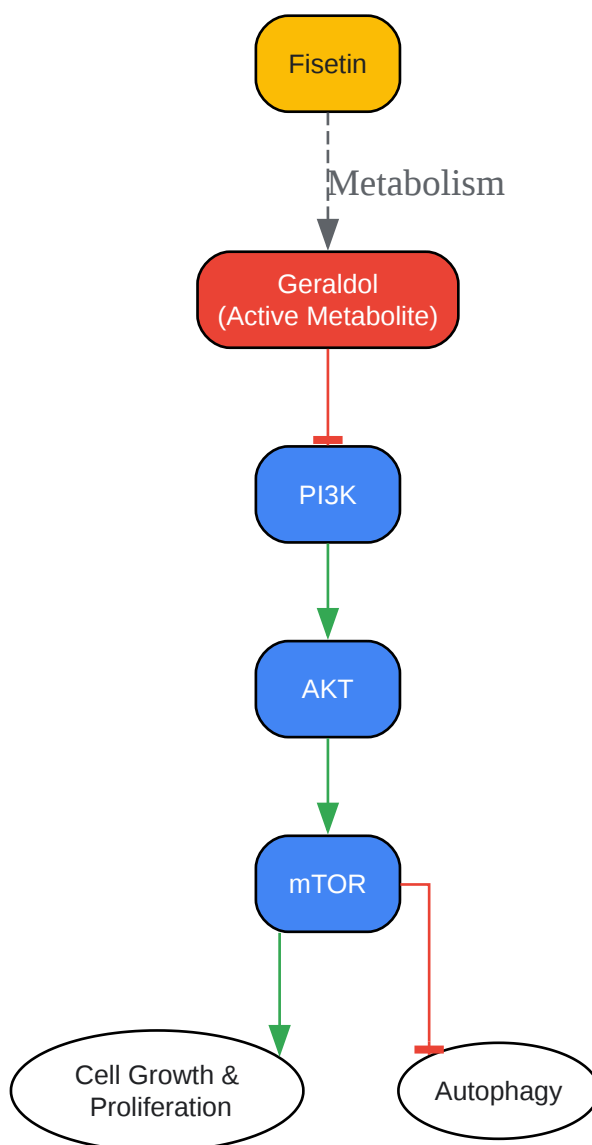 Fisetin
Metabolism
Geraldol
(Active Metabolite)
PI3K
AKT
mTOR
Cell Growth &
Proliferation
Autophagy